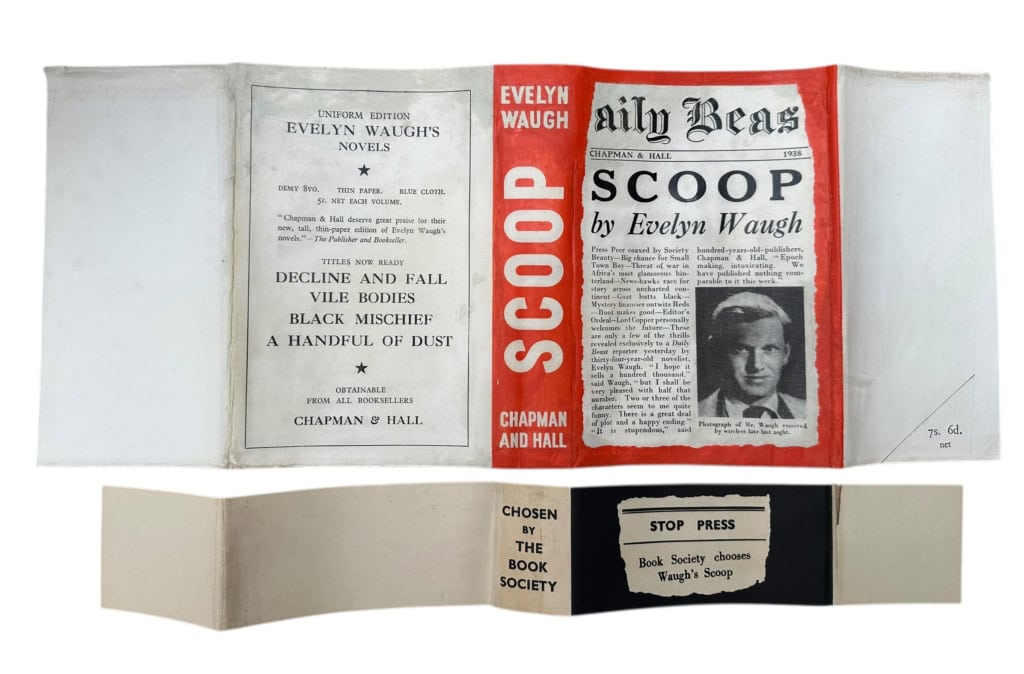 UNIFORM EDITION
EVELYN WAUGH'S
NOVELS
★
DEMY 8VO. THIN PAPER. BLUE CLOTH.
5s. NET EACH VOLUME.
"Chapman & Hall deserve great praise for their
new, tall, thin-paper edition of Evelyn Waugh's
novels."—The Publisher and Bookseller.
TITLES NOW READY
DECLINE AND FALL
VILE BODIES
BLACK MISCHIEF
A HANDFUL OF DUST
★
OBTAINABLE
FROM ALL BOOKSELLERS
CHAPMAN & HALL
EVELYN
WAUGH
SCOOP
CHAPMAN
AND HALL
aily Beas
CHAPMAN & HALL 1938
SCOOP
by Evelyn Waugh
Press Peer coaxed by Society
Beauty—Big chance for Small
Town Boy—Threat of war in
Africa's most glamorous hin-
terland—News-hawks race for
story across uncharted con-
tinent—Goat butts black—
Mystery financier outwits Reds
—Boot makes good—Editor's
Ordeal—Lord Copper personally
welcomes the future—These
are only a few of the thrills
revealed exclusively to a Daily
Beast reporter yesterday by
thirty-four-year-old novelist,
Evelyn Waugh. "I hope it
sells a hundred thousand,"
said Waugh, "but I shall be
very pleased with half that
number. Two or three of the
characters seem to me quite
funny. There is a great deal
of plot and a happy ending."
"It is stupendous," said
hundred-years-old-publishers,
Chapman & Hall, "Epoch
making, intoxicating. We
have published nothing com-
parable to it this week."
Photograph of Mr. Waugh received
by wireless late last night.
7s. 6d.
net
CHOSEN
BY
THE
BOOK
SOCIETY
STOP PRESS
Book Society chooses
Waugh's Scoop